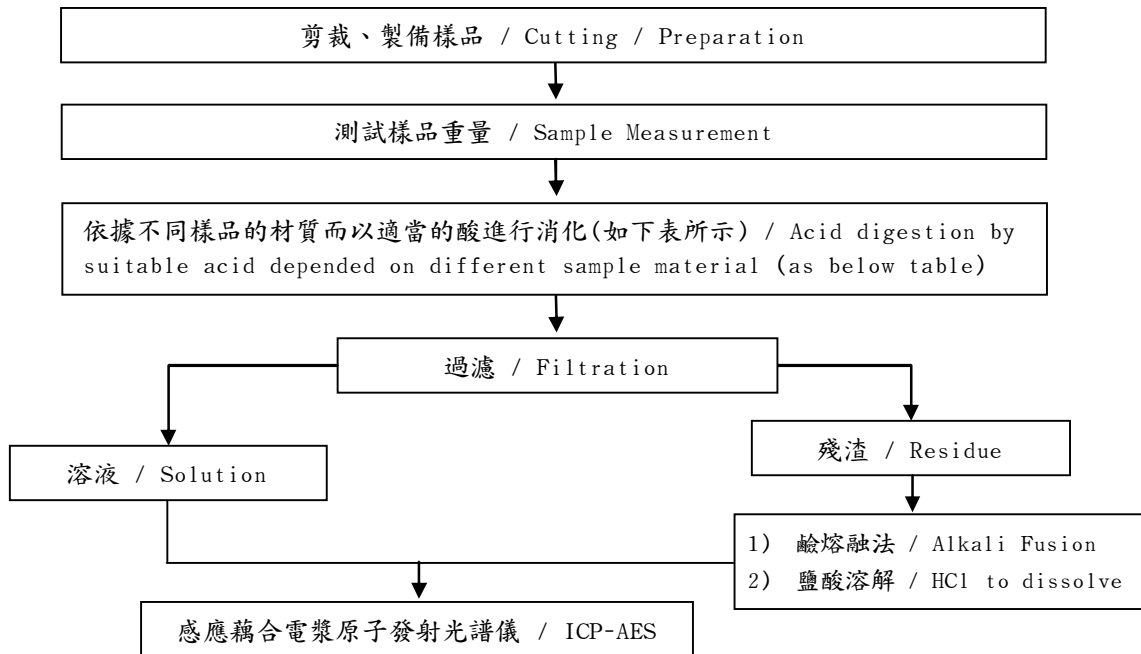 剪裁、製備樣品 / Cutting / Preparation
測試樣品重量 / Sample Measurement
依據不同樣品的材質而以適當的酸進行消化(如下表所示) / Acid digestion by
suitable acid depended on different sample material (as below table)
過濾 / Filtration
溶液 / Solution
殘渣 / Residue
1) 鹼熔融法 / Alkali Fusion
2) 鹽酸溶解 / HCl to dissolve
感應藕合電漿原子發射光譜儀 / ICP-AES